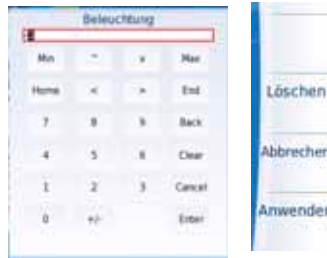 Beleuchtung
Min ^ v Max
Home < > End
7 8 9 Back
4 5 6 Clear
1 2 3 Cancel
0 +/- Enter
Löschen
Abbrechen
Anwenden